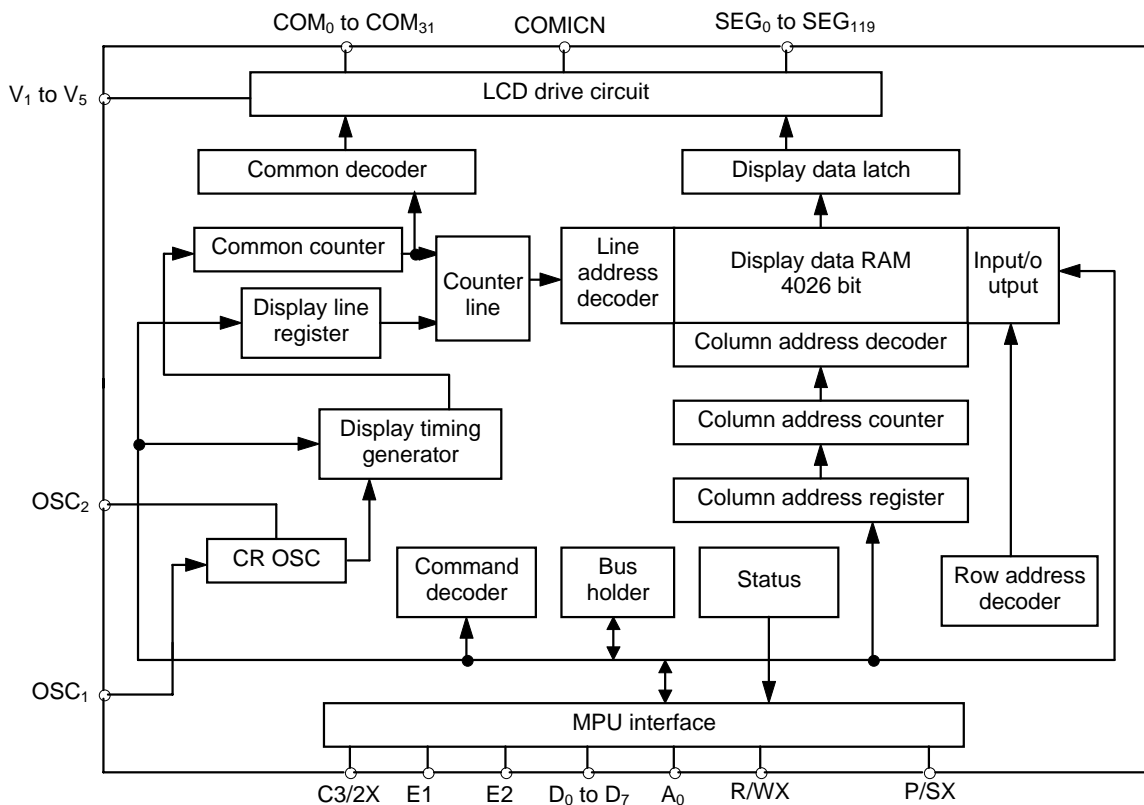 COM₀ to COM₃₁
COMICN
SEG₀ to SEG₁₁₉
V₁ to V₅
LCD drive circuit
Common decoder
Display data latch
Common counter
Counter
line
Line
address
decoder
Display data RAM
4026 bit
Input/o
utput
Display line
register
Column address decoder
Column address counter
Display timing
generator
Column address register
OSC₂
CR OSC
Command
decoder
Bus
holder
Status
Row address
decoder
OSC₁
MPU interface
C3/2X
E1
E2
D₀ to D₇
A₀
R/WX
P/SX